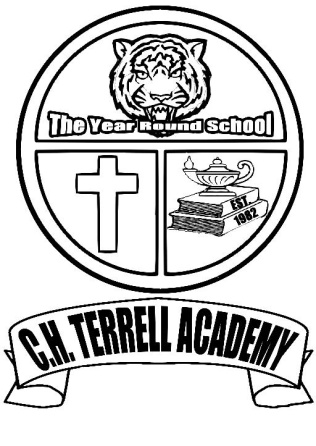 The Year Round School
EST.
1982
C.H. TERRELL ACADEMY